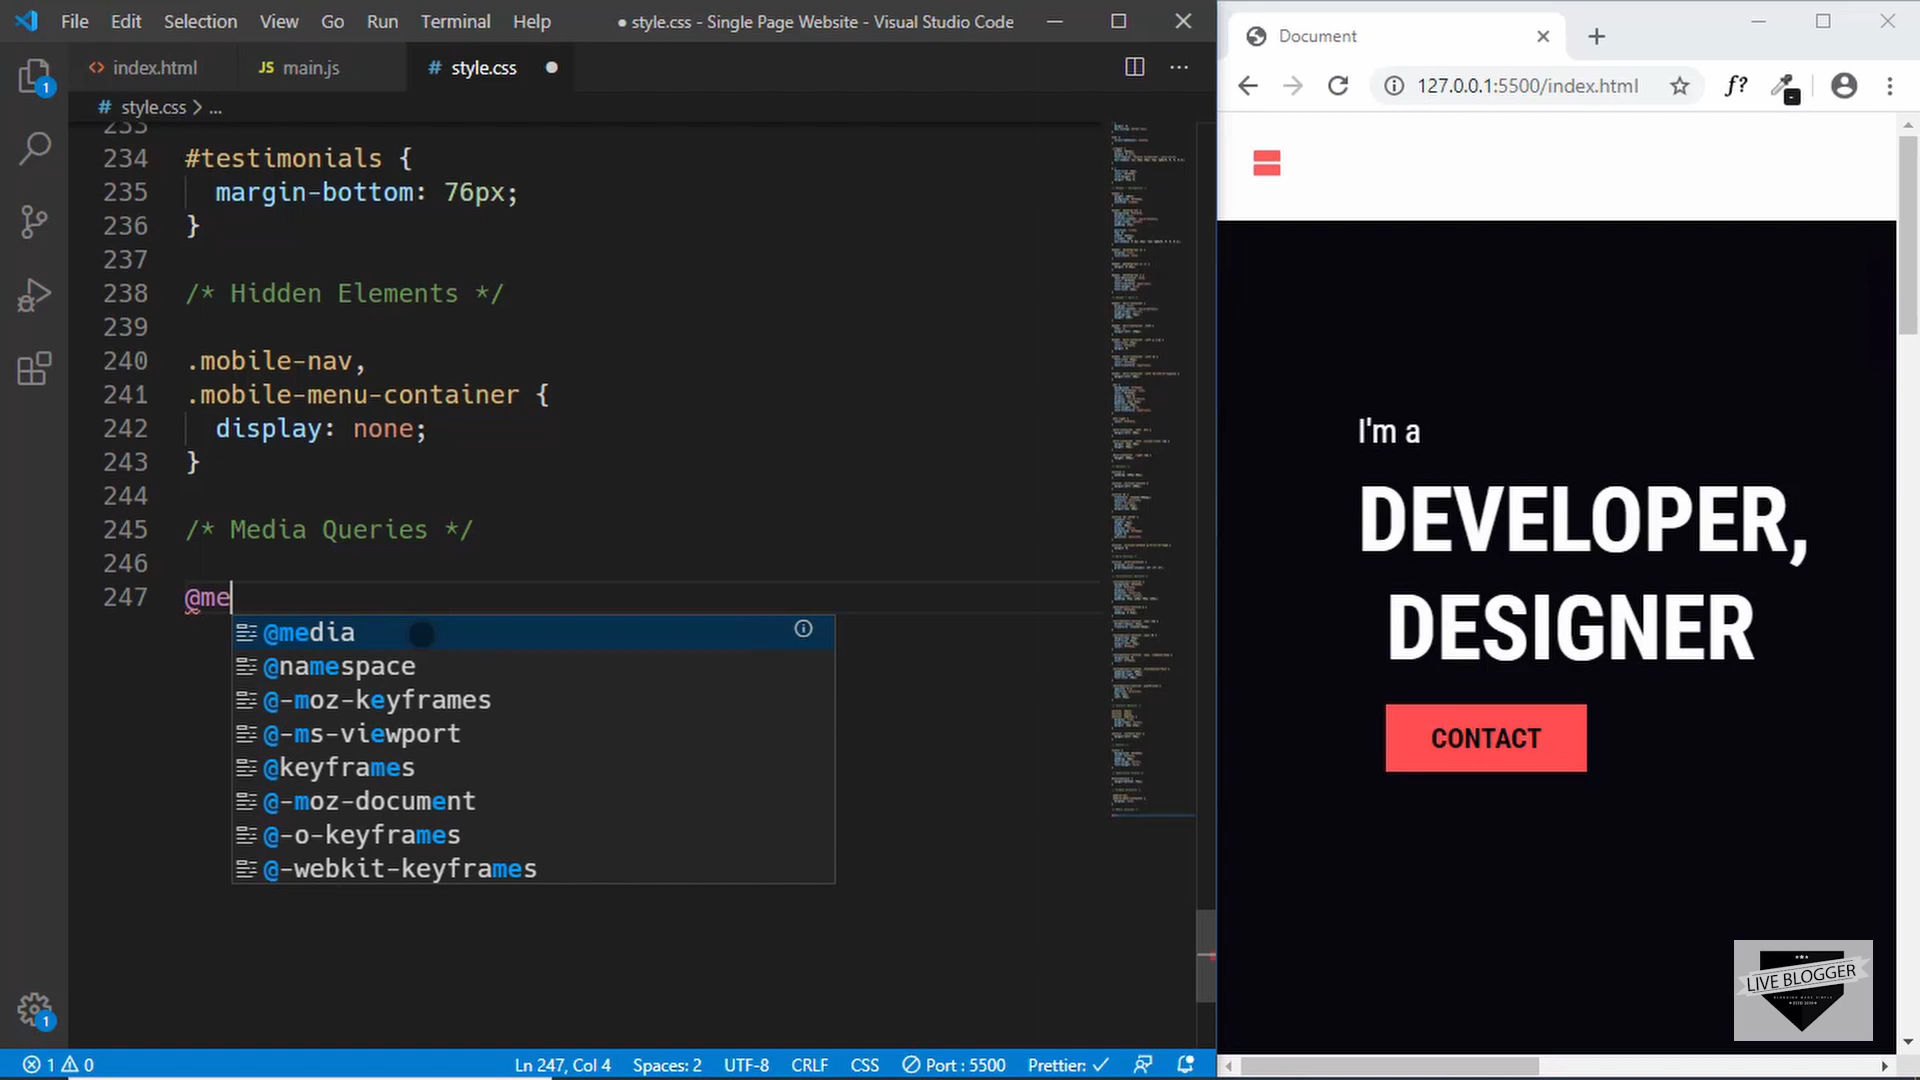 File Edit Selection View Go Run Terminal Help
● style.css - Single Page Website - Visual Studio Code
<> index.html
JS main.js
# style.css ●
# style.css > ...
233
234 #testimonials {
235 margin-bottom: 76px;
236 }
237
238 /* Hidden Elements */
239
240 .mobile-nav,
241 .mobile-menu-container {
242 display: none;
243 }
244
245 /* Media Queries */
246
247 @me
@media
@namespace
@-moz-keyframes
@-ms-viewport
@keyframes
@-moz-document
@-o-keyframes
@-webkit-keyframes
1
1
1 0
Ln 247, Col 4 Spaces: 2 UTF-8 CRLF CSS Port : 5500 Prettier: ✓
Document
127.0.0.1:5500/index.html
f?
I'm a
DEVELOPER,
DESIGNER
CONTACT
LIVE BLOGGER